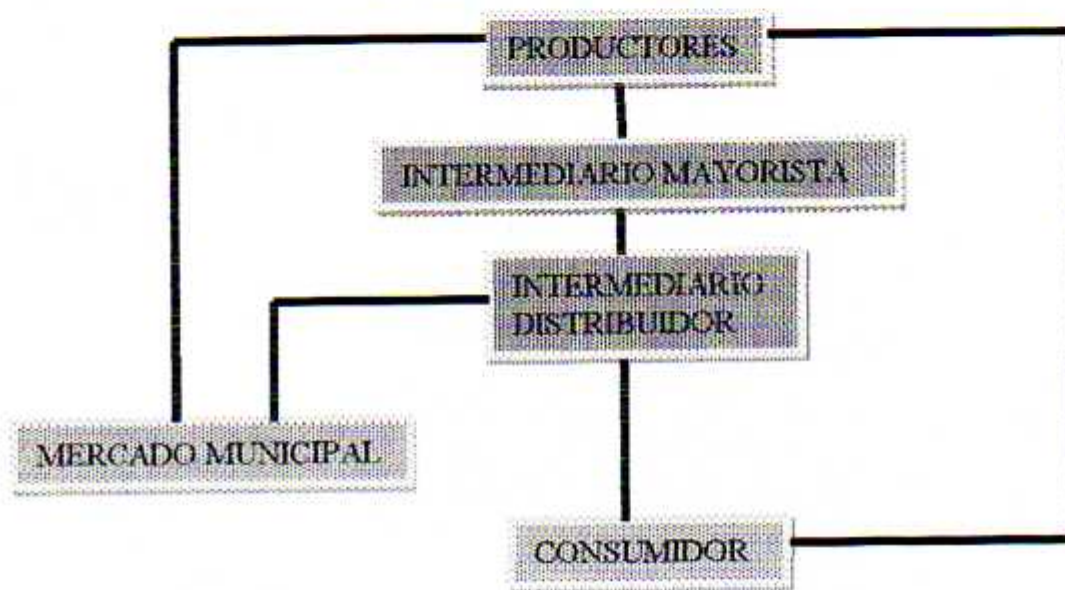 PRODUCTORES
INTERMEDIARIO MAYORISTA
INTERMEDIARIO
DISTRIBUIDOR
MERCADO MUNICIPAL
CONSUMIDOR